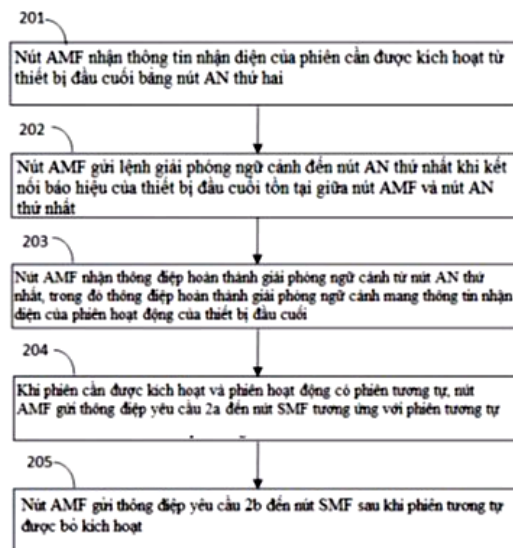 201
Nút AMF nhận thông tin nhận diện của phiên cần được kích hoạt từ
thiết bị đầu cuối bằng nút AN thứ hai
202
Nút AMF gửi lệnh giải phóng ngữ cảnh đến nút AN thứ nhất khi kết
nối báo hiệu của thiết bị đầu cuối tồn tại giữa nút AMF và nút AN
thứ nhất
203
Nút AMF nhận thông điệp hoàn thành giải phóng ngữ cảnh từ nút AN thứ
nhất, trong đó thông điệp hoàn thành giải phóng ngữ cảnh mang thông tin nhận
diện của phiên hoạt động của thiết bị đầu cuối
204
Khi phiên cần được kích hoạt và phiên hoạt động có phiên tương tự, nút
AMF gửi thông điệp yêu cầu 2a đến nút SMF tương ứng với phiên tương tự
205
Nút AMF gửi thông điệp yêu cầu 2b đến nút SMF sau khi phiên tương tự
được bỏ kích hoạt